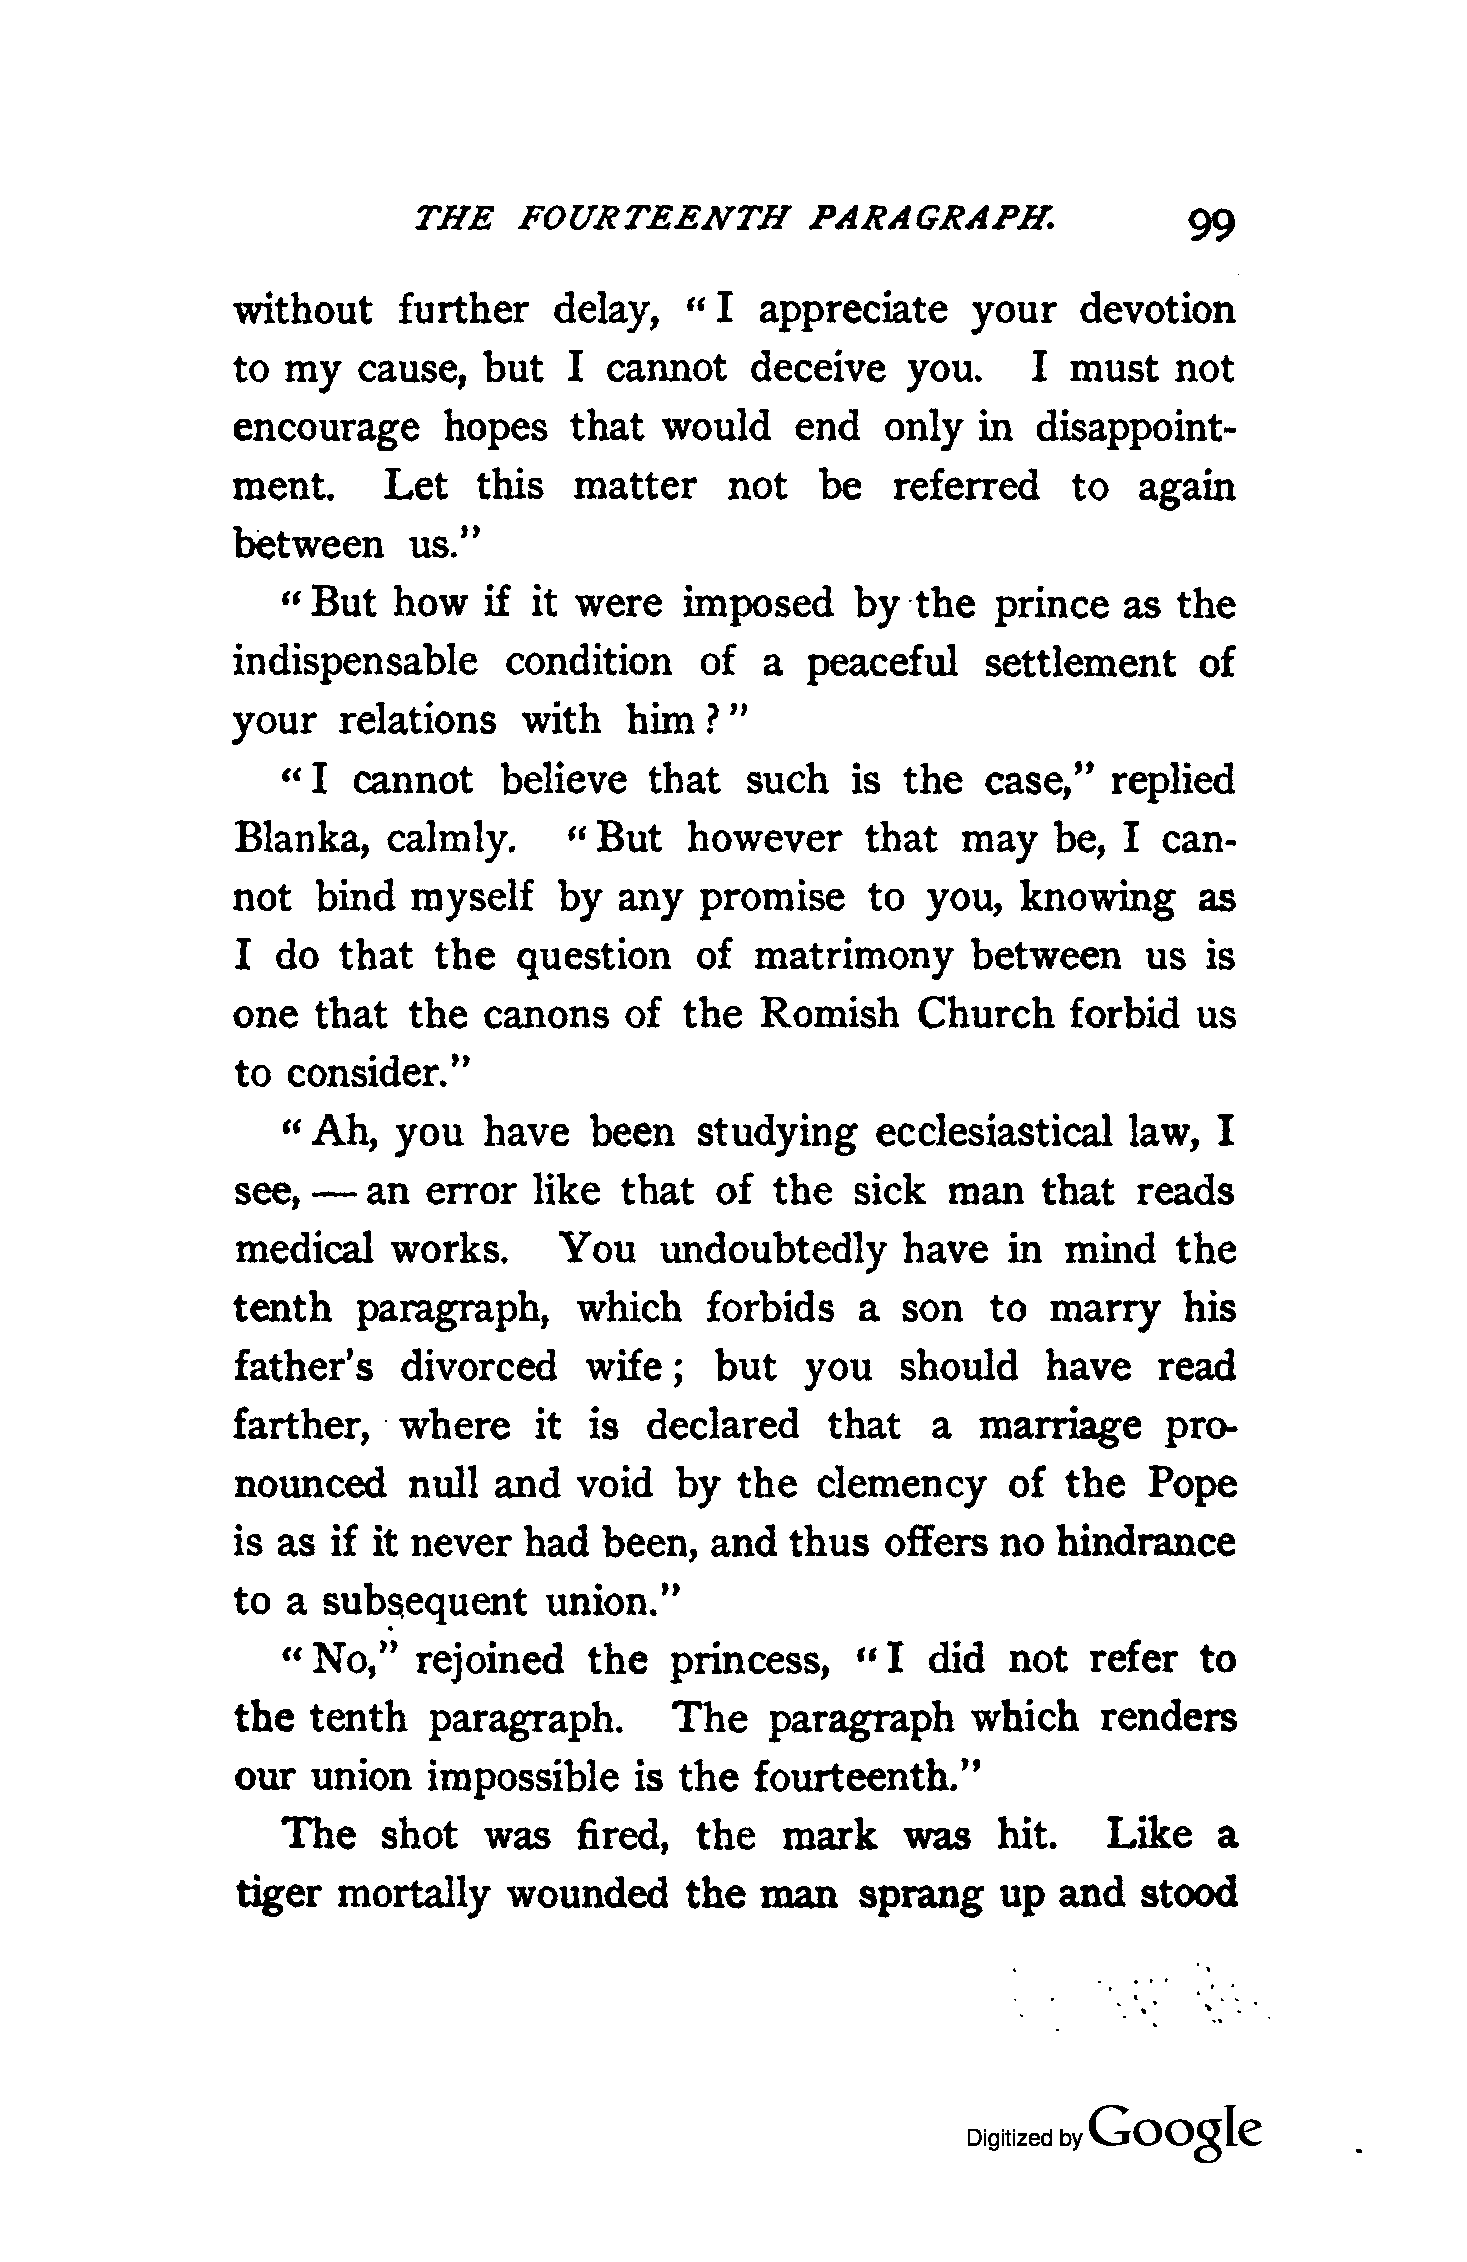 THE FOURTEENTH PARAGRAPH. 99
without further delay, “ I appreciate your devotion
to my cause, but I cannot deceive you. I must not
encourage hopes that would end only in disappoint-
ment. Let this matter not be referred to again
between us.”
“ But how if it were imposed by the prince as the
indispensable condition of a peaceful settlement of
your relations with him ? ”
“ I cannot believe that such is the case,” replied
Blanka, calmly. “ But however that may be, I can-
not bind myself by any promise to you, knowing as
I do that the question of matrimony between us is
one that the canons of the Romish Church forbid us
to consider.”
“ Ah, you have been studying ecclesiastical law, I
see, — an error like that of the sick man that reads
medical works. You undoubtedly have in mind the
tenth paragraph, which forbids a son to marry his
father’s divorced wife ; but you should have read
farther, where it is declared that a marriage pro-
nounced null and void by the clemency of the Pope
is as if it never had been, and thus offers no hindrance
to a subsequent union.”
“ No,” rejoined the princess, “ I did not refer to
the tenth paragraph. The paragraph which renders
our union impossible is the fourteenth.”
The shot was fired, the mark was hit. Like a
tiger mortally wounded the man sprang up and stood
Digitized by Google